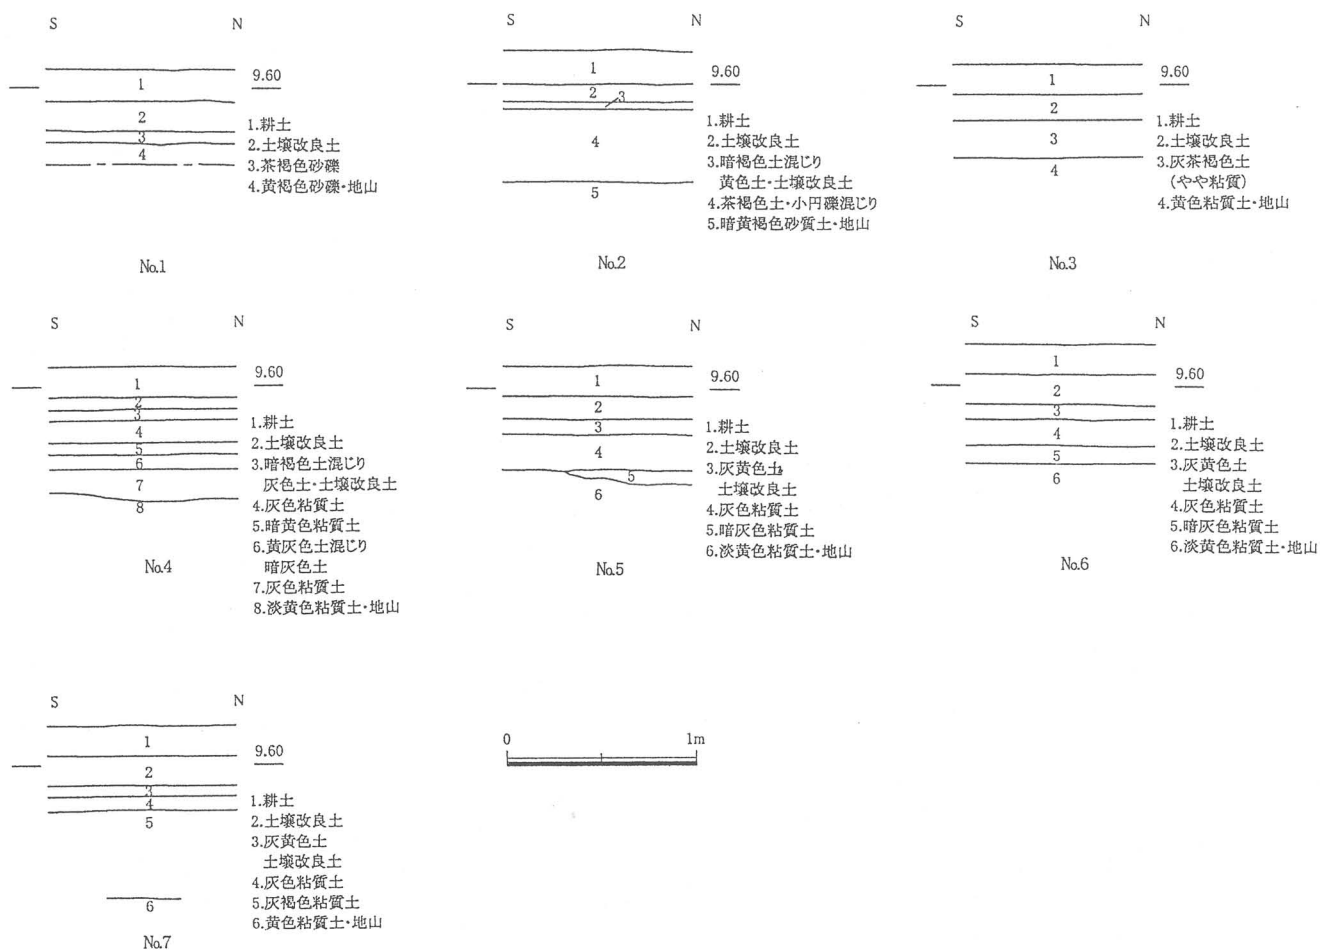 S N
1
9.60
2
3
4
1.耕土
2.土壌改良土
3.茶褐色砂礫
4.黄褐色砂礫・地山
No.1
S N
1
9.60
2 3
4
5
1.耕土
2.土壌改良土
3.暗褐色土混じり
黄色土・土壌改良土
4.茶褐色土・小円礫混じり
5.暗黄褐色砂質土・地山
No.2
S N
1
9.60
2
3
4
1.耕土
2.土壌改良土
3.灰茶褐色土
(やや粘質)
4.黄色粘質土・地山
No.3
S N
1
9.60
2
3
4
5
6
7
8
1.耕土
2.土壌改良土
3.暗褐色土混じり
灰色土・土壌改良土
4.灰色粘質土
5.暗黄色粘質土
6.黄灰色土混じり
暗灰色土
7.灰色粘質土
8.淡黄色粘質土・地山
No.4
S N
1
9.60
2
3
4
5
6
1.耕土
2.土壌改良土
3.灰黄色土
土壌改良土
4.灰色粘質土
5.暗灰色粘質土
6.淡黄色粘質土・地山
No.5
S N
1
9.60
2
3
4
5
6
1.耕土
2.土壌改良土
3.灰黄色土
土壌改良土
4.灰色粘質土
5.暗灰色粘質土
6.淡黄色粘質土・地山
No.6
S N
1
9.60
2
3
4
5
6
1.耕土
2.土壌改良土
3.灰黄色土
土壌改良土
4.灰色粘質土
5.灰褐色粘質土
6.黄色粘質土・地山
No.7
0 1m